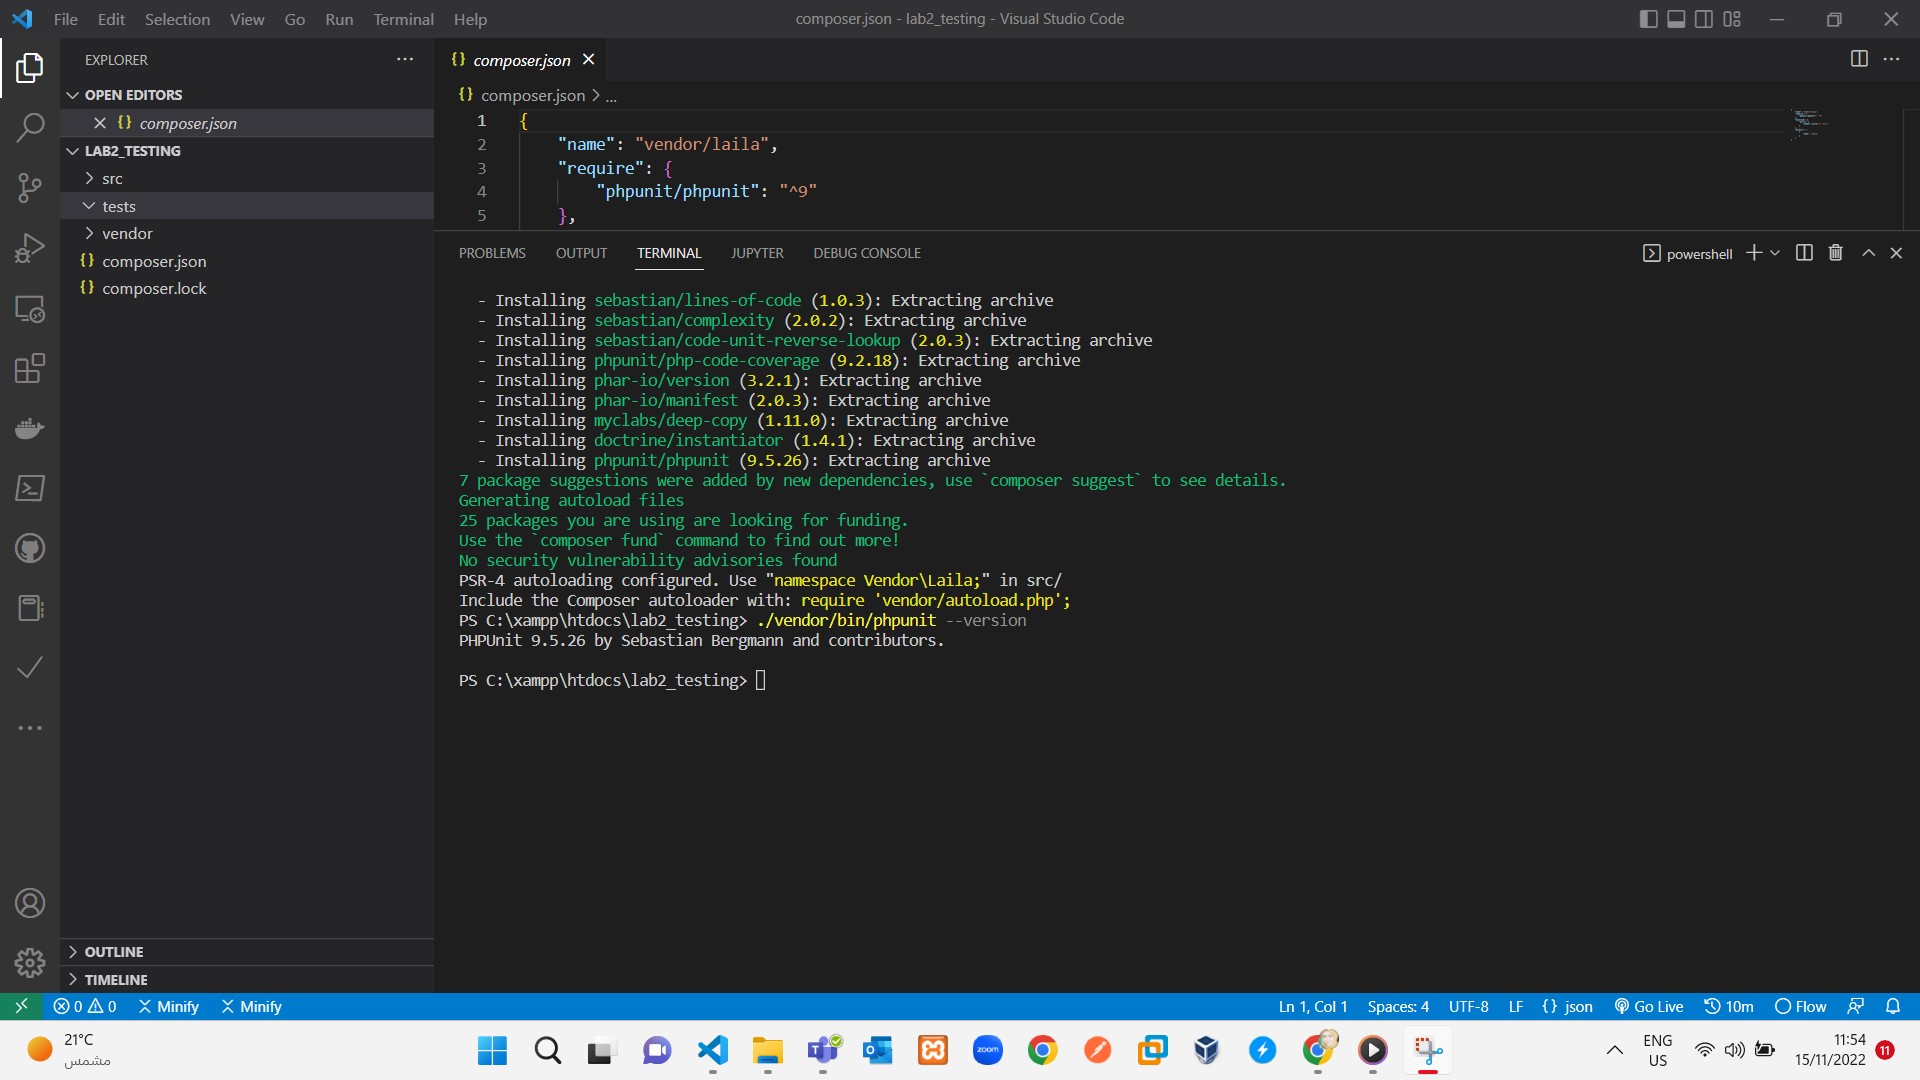 File Edit Selection View Go Run Terminal Help
composer.json - lab2_testing - Visual Studio Code
EXPLORER
OPEN EDITORS
{} composer.json
LAB2_TESTING
src
tests
vendor
{} composer.json
{} composer.lock
OUTLINE
TIMELINE
{} composer.json
{} composer.json > ...
1 {
2 "name": "vendor/laila",
3 "require": {
4 "phpunit/phpunit": "^9"
5 },
PROBLEMS OUTPUT TERMINAL JUPYTER DEBUG CONSOLE
powershell
- Installing sebastian/lines-of-code (1.0.3): Extracting archive
- Installing sebastian/complexity (2.0.2): Extracting archive
- Installing sebastian/code-unit-reverse-lookup (2.0.3): Extracting archive
- Installing phpunit/php-code-coverage (9.2.18): Extracting archive
- Installing phar-io/version (3.2.1): Extracting archive
- Installing phar-io/manifest (2.0.3): Extracting archive
- Installing myclabs/deep-copy (1.11.0): Extracting archive
- Installing doctrine/instantiator (1.4.1): Extracting archive
- Installing phpunit/phpunit (9.5.26): Extracting archive
7 package suggestions were added by new dependencies, use `composer suggest` to see details.
Generating autoload files
25 packages you are using are looking for funding.
Use the `composer fund` command to find out more!
No security vulnerability advisories found
PSR-4 autoloading configured. Use "namespace Vendor\Laila;" in src/
Include the Composer autoloader with: require 'vendor/autoload.php';
PS C:\xampp\htdocs\lab2_testing> ./vendor/bin/phpunit --version
PHPUnit 9.5.26 by Sebastian Bergmann and contributors.
PS C:\xampp\htdocs\lab2_testing>
0 0 Minify Minify
Ln 1, Col 1 Spaces: 4 UTF-8 LF {} json Go Live 10m Flow
21°C
مشمس
zoom
ENG
US
11:54
15/11/2022
11